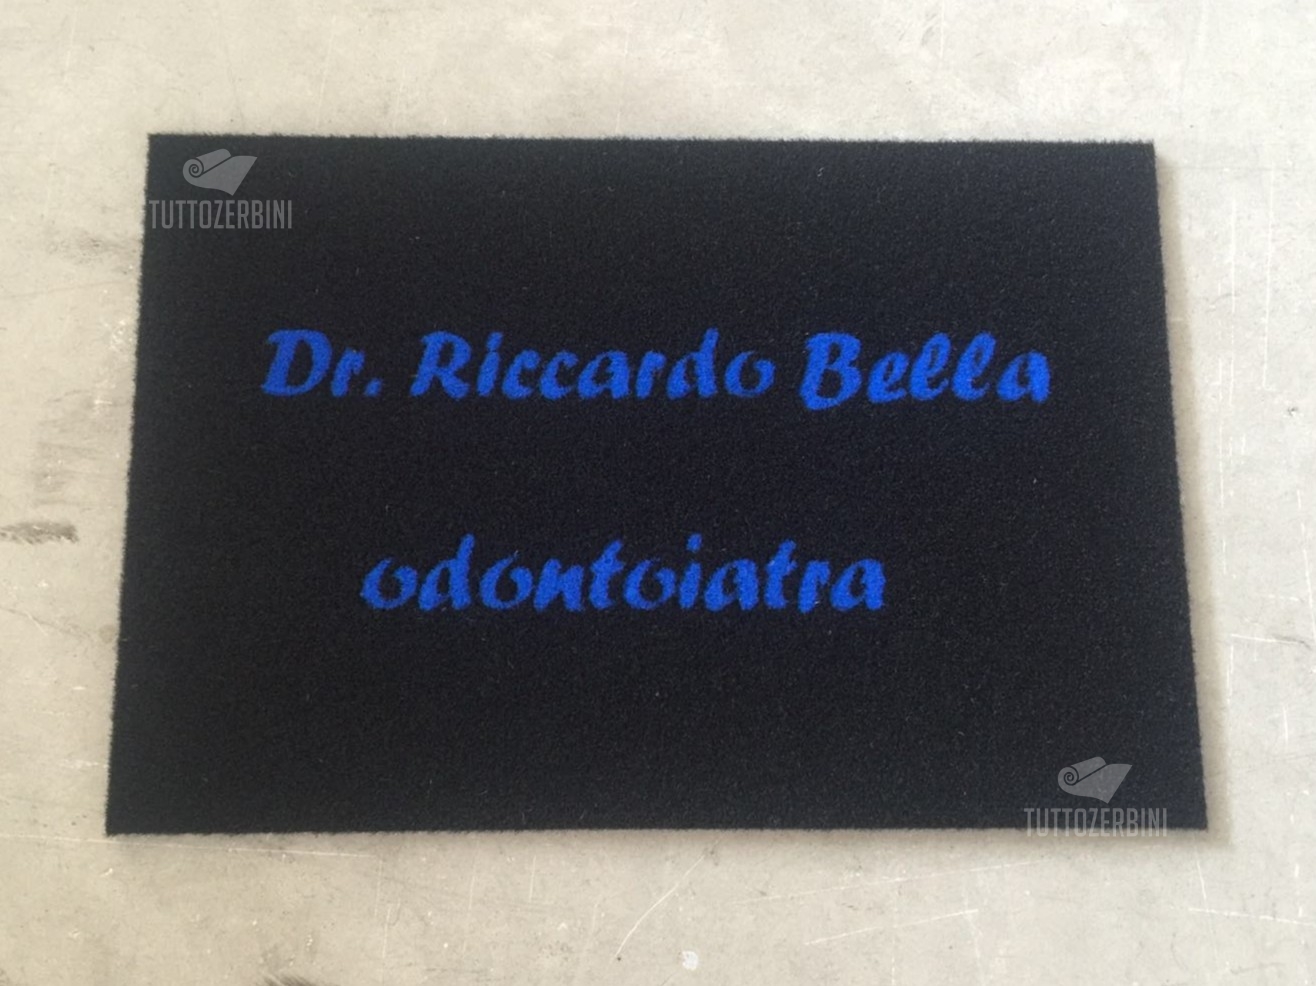 TUTTOZERBINI
Dr. Riccardo Bella
odontoiatra
TUTTOZERBINI